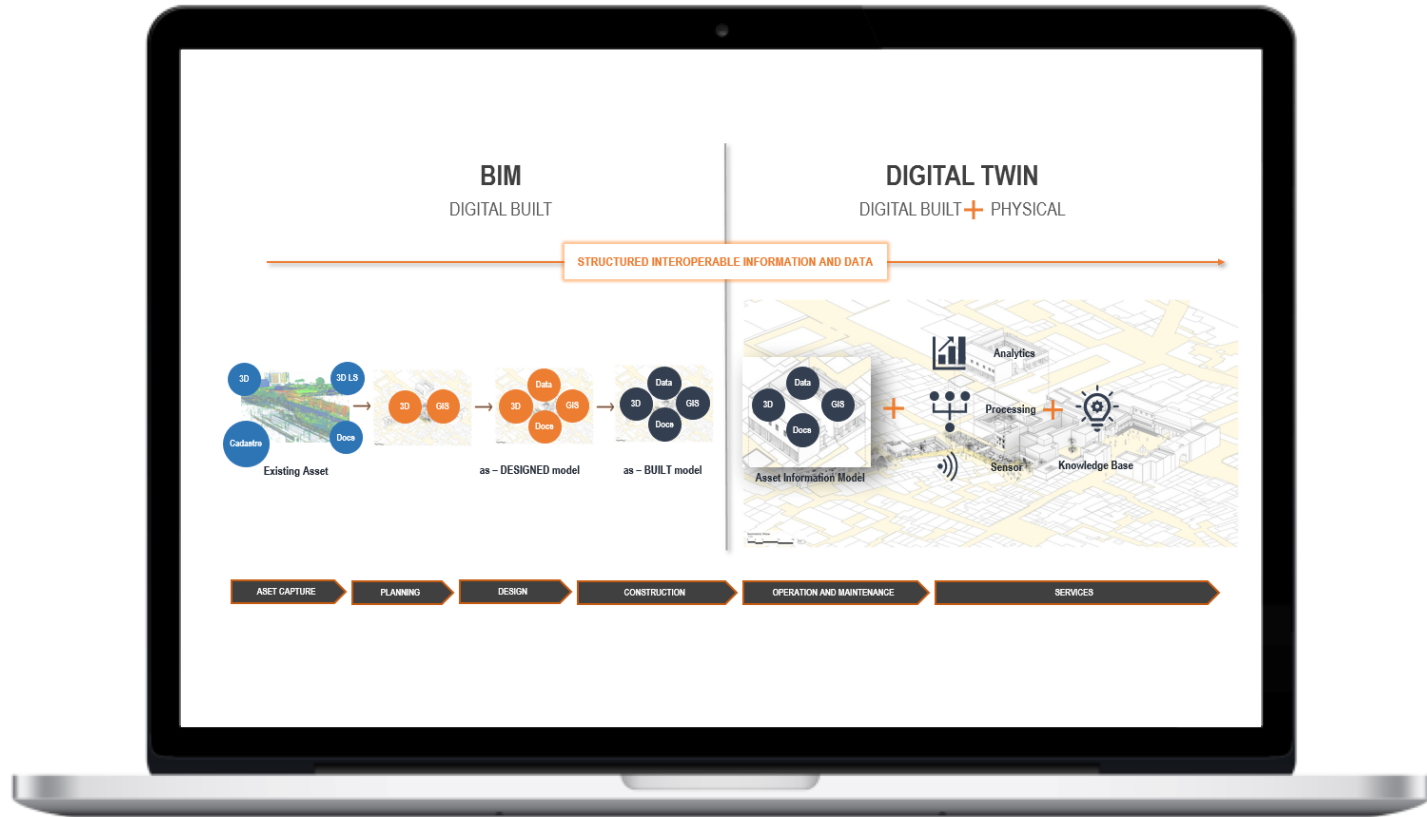 BIM
DIGITAL BUILT
DIGITAL TWIN
DIGITAL BUILT + PHYSICAL
STRUCTURED INTEROPERABLE INFORMATION AND DATA
3D
3D LS
Cadastro
Docs
Existing Asset
3D
GIS
Data
3D
GIS
Docs
as – DESIGNED model
Data
3D
GIS
Docs
as – BUILT model
Data
3D
GIS
Docs
Asset Information Model
Analytics
Processing
Sensor
Knowledge Base
ASET CAPTURE
PLANNING
DESIGN
CONSTRUCTION
OPERATION AND MAINTENANCE
SERVICES